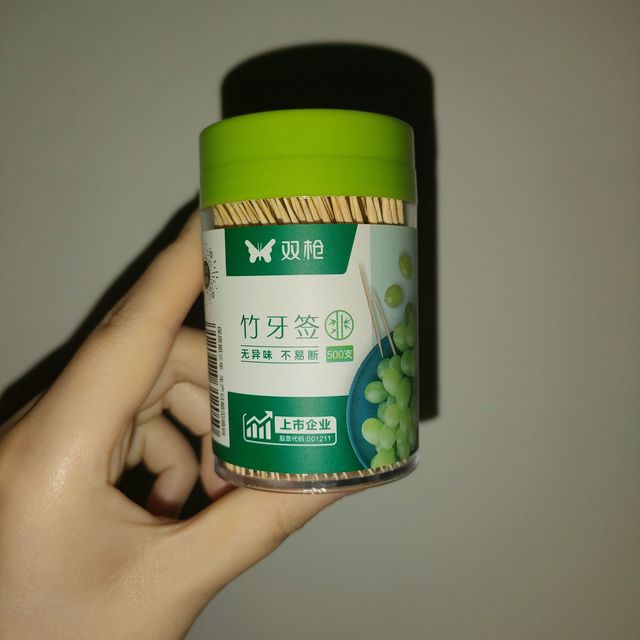 双枪
竹牙签
无异味 不易断
500支
上市企业
股票代码:001211